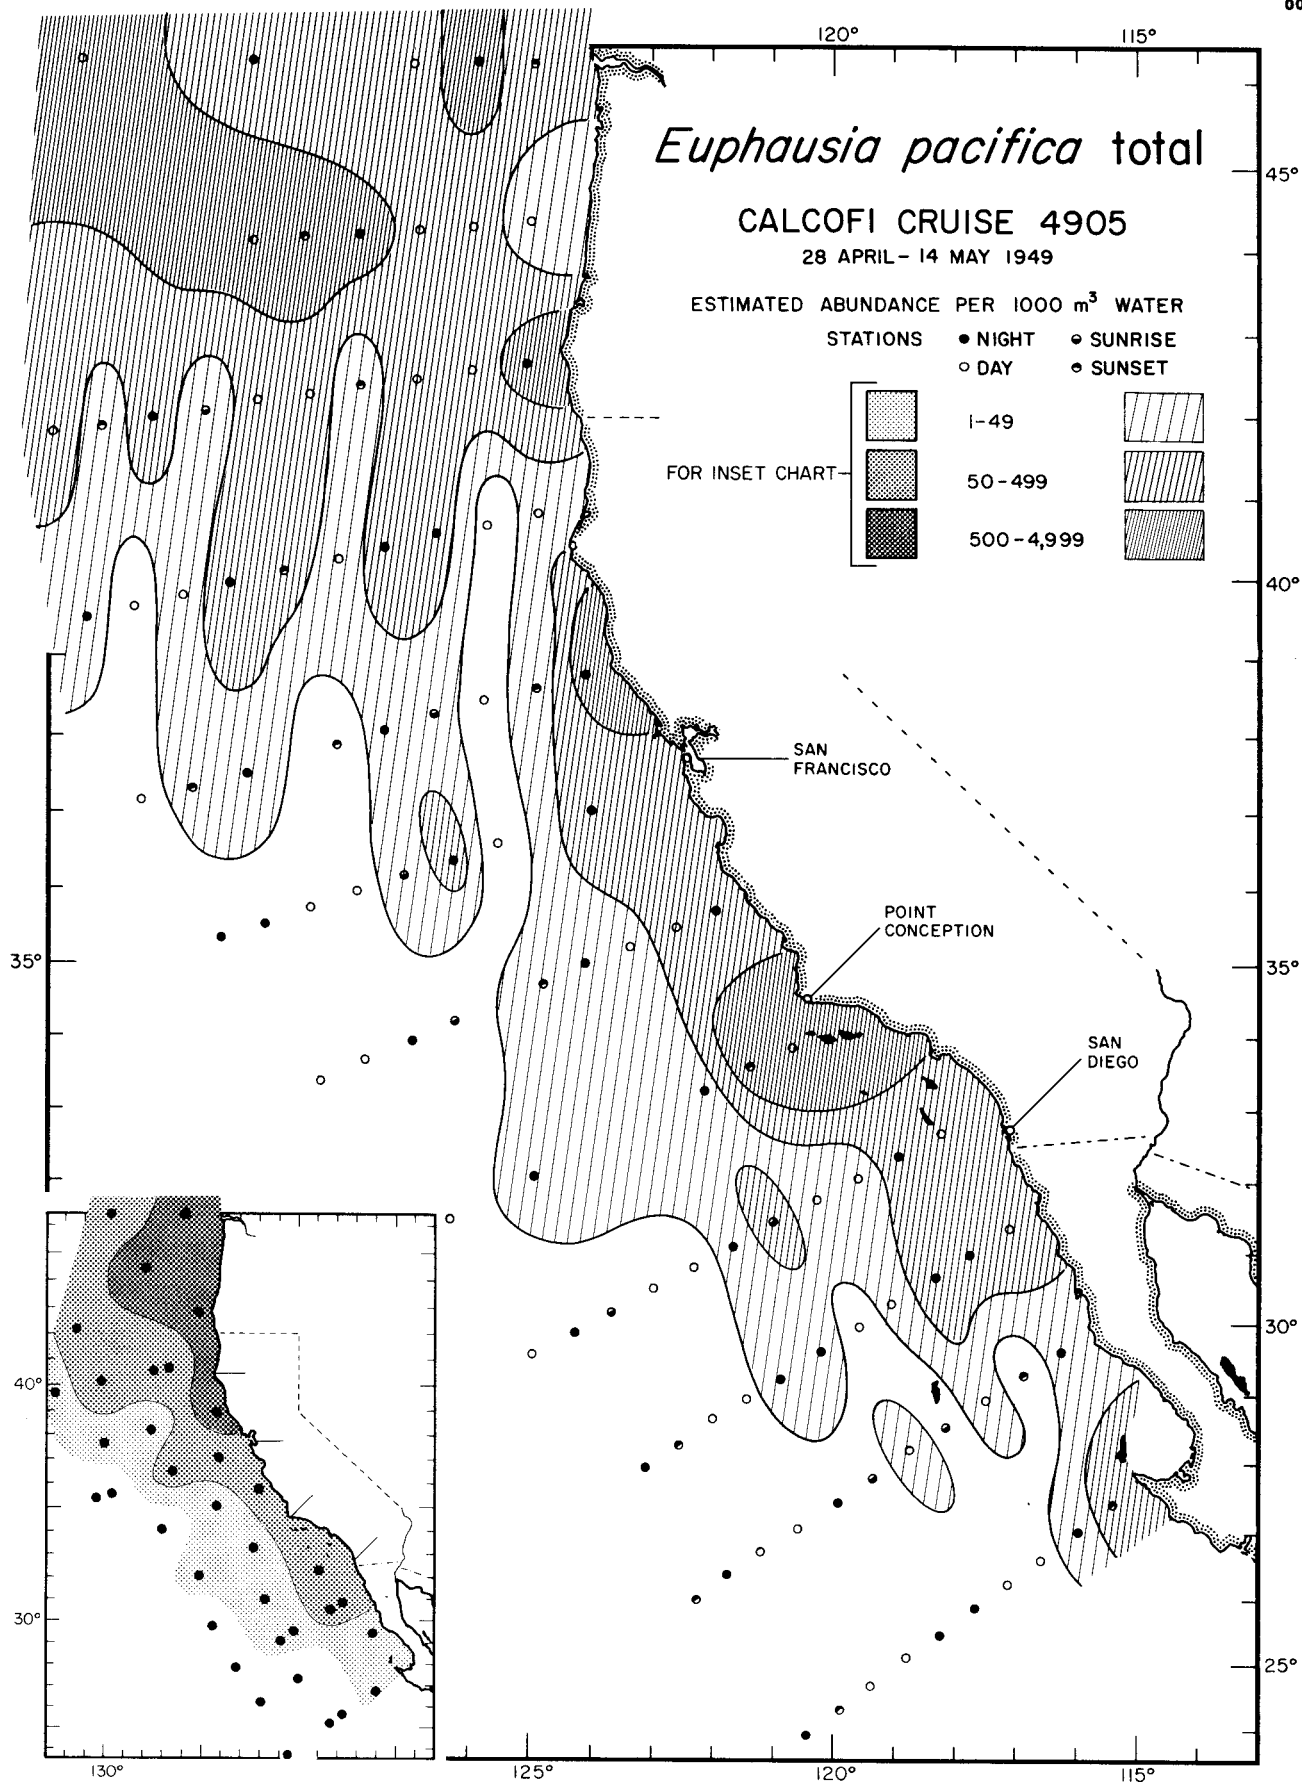 120°
115°
Euphausia pacifica total
45°
CALCOFI CRUISE 4905
28 APRIL – 14 MAY 1949
ESTIMATED ABUNDANCE PER 1000 m³ WATER
STATIONS NIGHT SUNRISE
DAY SUNSET
1–49
FOR INSET CHART
50–499
500–4,999
40°
SAN
FRANCISCO
POINT
CONCEPTION
35°
35°
SAN
DIEGO
30°
40°
30°
25°
130°
125°
120°
115°